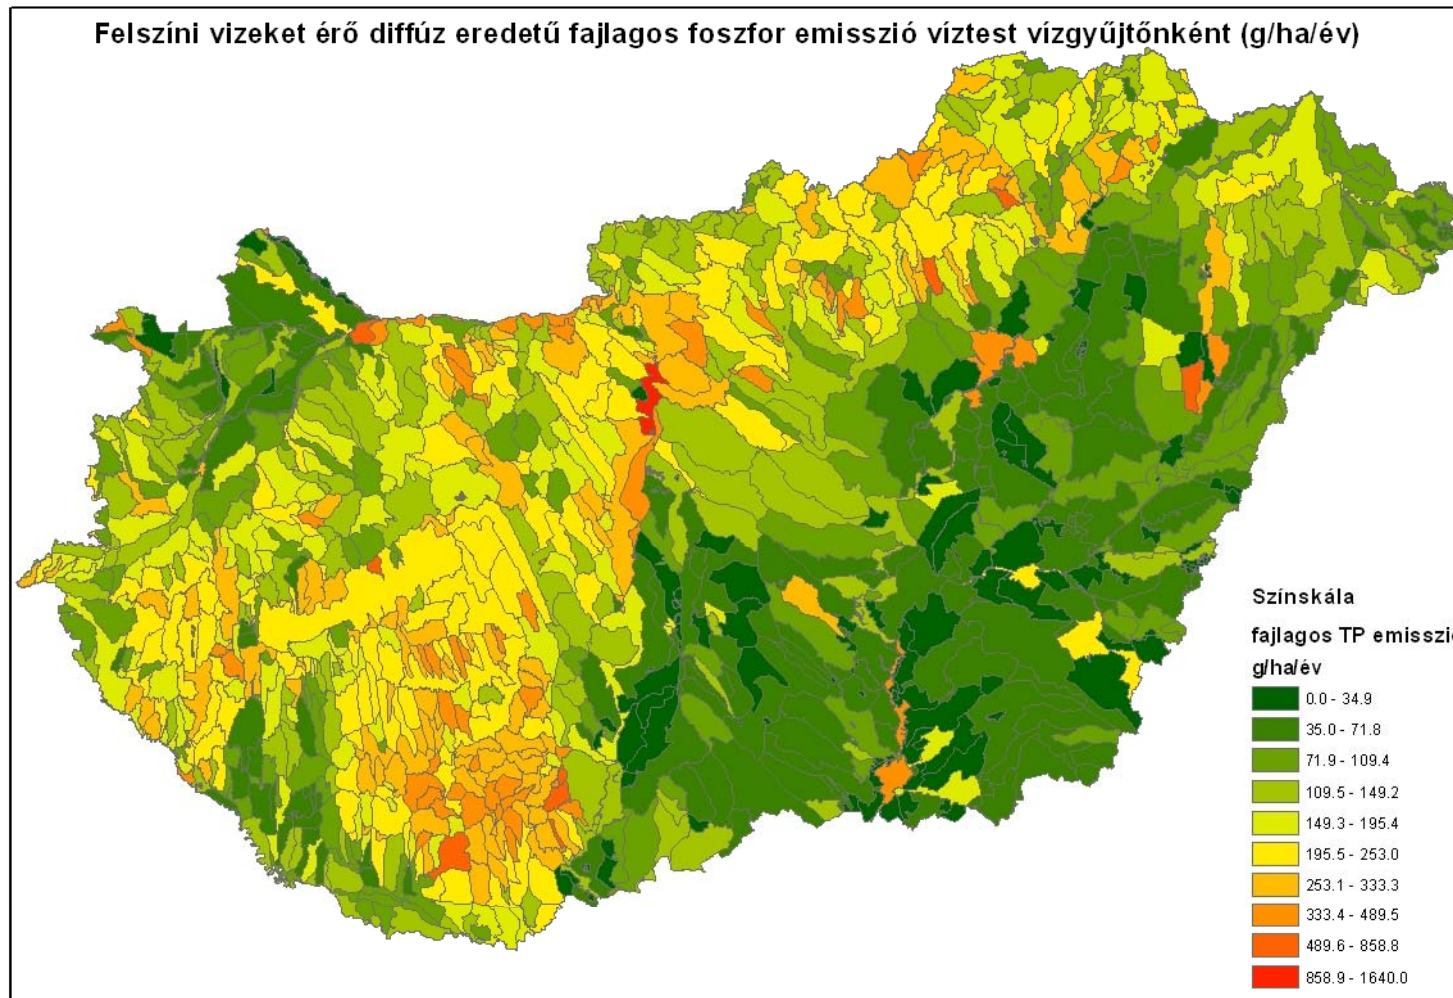 Felszíni vizeket érő diffúz eredetű fajlagos foszfor emisszió víztest vízgyűjtőnként (g/ha/év)
Színskála
fajlagos TP emisszi
g/ha/év
0.0 - 34.9
35.0 - 71.8
71.9 - 109.4
109.5 - 149.2
149.3 - 195.4
195.5 - 253.0
253.1 - 333.3
333.4 - 489.5
489.6 - 858.8
858.9 - 1640.0